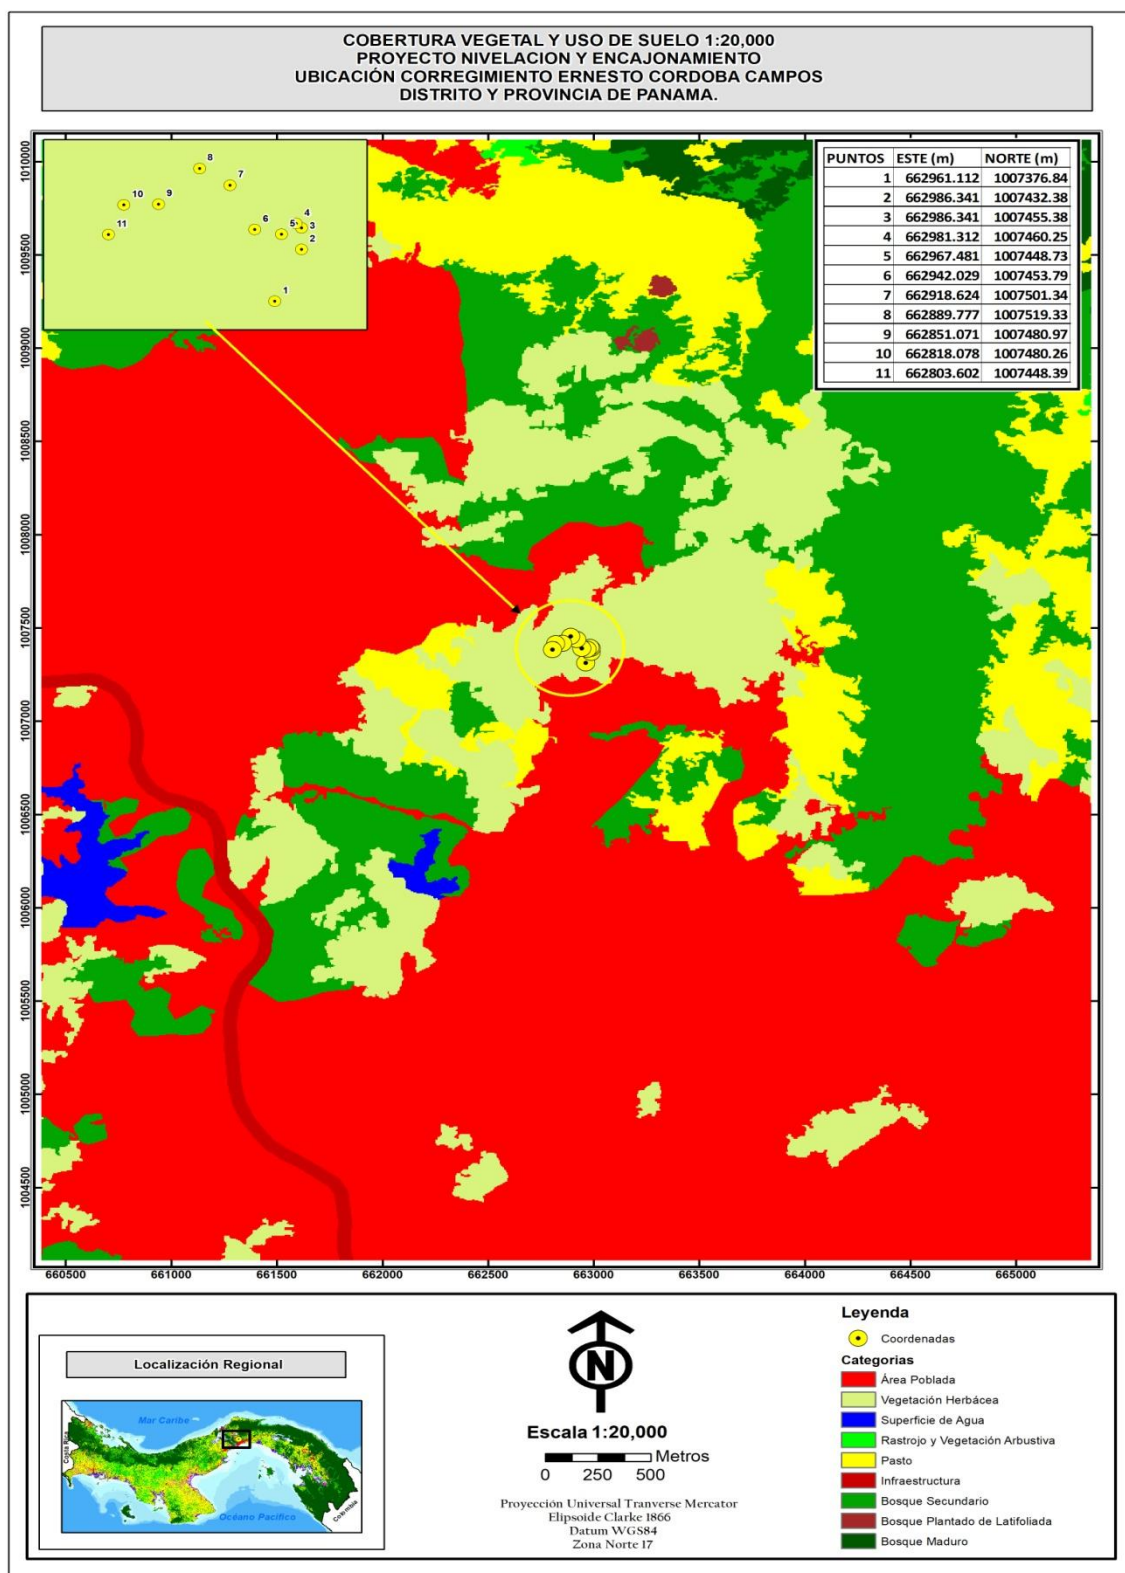 COBERTURA VEGETAL Y USO DE SUELO 1:20,000
PROYECTO NIVELACION Y ENCAJONAMIENTO
UBICACIÓN CORREGIMIENTO ERNESTO CORDOBA CAMPOS
DISTRITO Y PROVINCIA DE PANAMA.
8
7
10
9
4
6
5
3
11
2
1
PUNTOS ESTE (m) NORTE (m)
1 662961.112 1007376.84
2 662986.341 1007432.38
3 662986.341 1007455.38
4 662981.312 1007460.25
5 662967.481 1007448.73
6 662942.029 1007453.79
7 662918.624 1007501.34
8 662889.777 1007519.33
9 662851.071 1007480.97
10 662818.078 1007480.26
11 662803.602 1007448.39
1010000
1009500
1009000
1008500
1008000
1007500
1007000
1006500
1006000
1005500
1005000
1004500
660500 661000 661500 662000 662500 663000 663500 664000 664500 665000
Localización Regional
Mar Caribe
Costa Rica
Océano Pacífico
Colombia
N
Escala 1:20,000
Metros
0 250 500
Proyección Universal Tranverse Mercator
Elipsoide Clarke 1866
Datum WGS84
Zona Norte 17
Leyenda
Coordenadas
Categorias
Área Poblada
Vegetación Herbácea
Superficie de Agua
Rastrojo y Vegetación Arbustiva
Pasto
Infraestructura
Bosque Secundario
Bosque Plantado de Latifoliada
Bosque Maduro